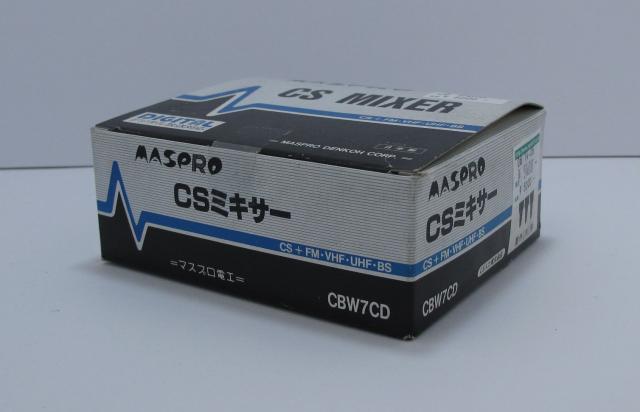 MASPRO
CS MIXER
DIGITAL
CS + FM・VHF・UHF・BS
MASPRO DENKOH CORP.
MASPRO
CSミキサー
CS + FM・VHF・UHF・BS
=マスプロ電工=
CBW7CD
MASPRO
CSミキサー
CS + FM・VHF・UHF・BS
CBW7CD